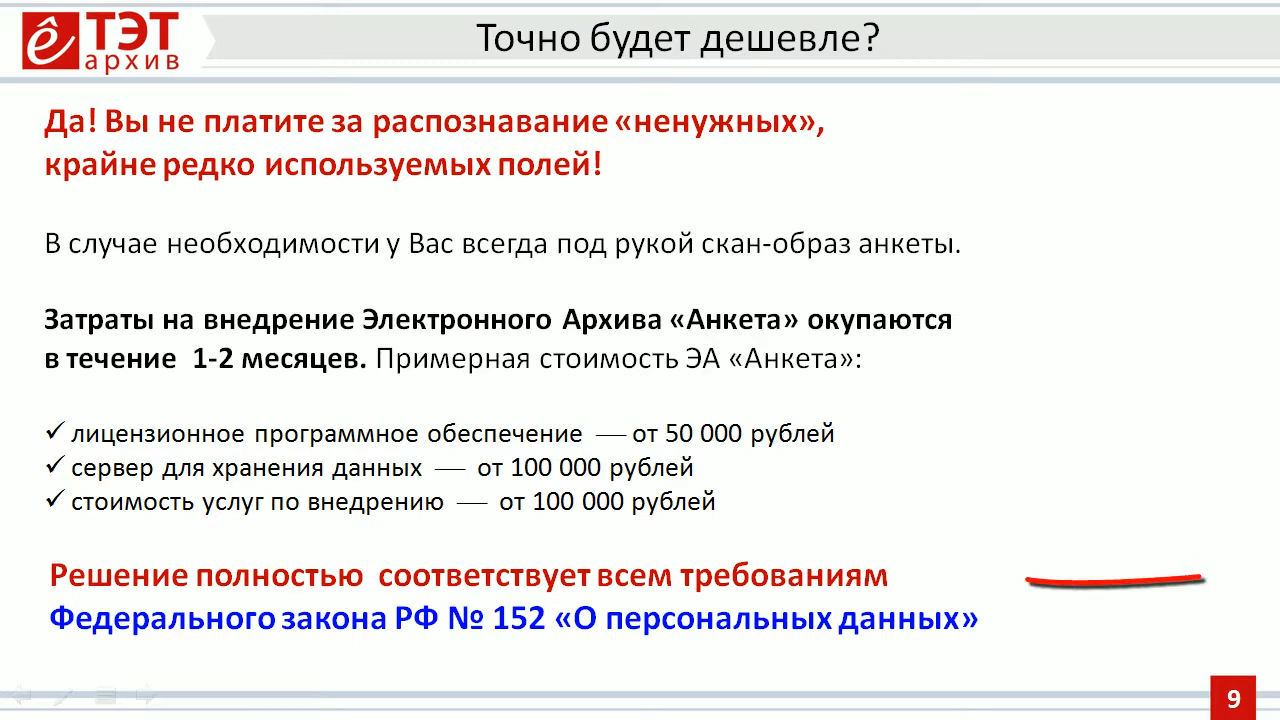 ê ТЭТ
архив
Точно будет дешевле?
Да! Вы не платите за распознавание «ненужных»,
крайне редко используемых полей!
В случае необходимости у Вас всегда под рукой скан-образ анкеты.
Затраты на внедрение Электронного Архива «Анкета» окупаются
в течение 1-2 месяцев. Примерная стоимость ЭА «Анкета»:
✓ лицензионное программное обеспечение — от 50 000 рублей
✓ сервер для хранения данных — от 100 000 рублей
✓ стоимость услуг по внедрению — от 100 000 рублей
Решение полностью соответствует всем требованиям
Федерального закона РФ № 152 «О персональных данных»
9